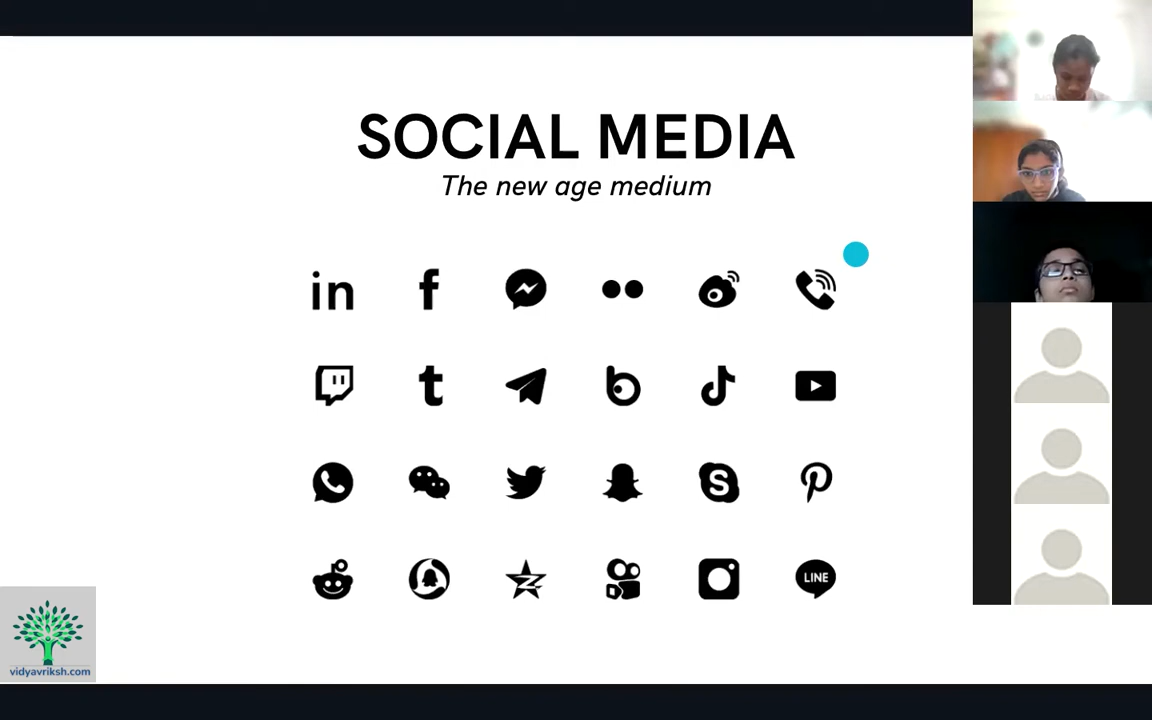 SOCIAL MEDIA
The new age medium
in
LINE
vidyavriksh.com